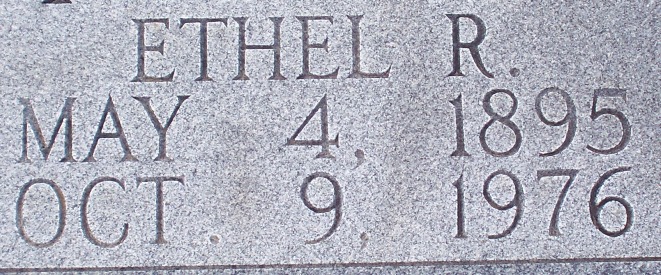 ETHEL R.
MAY 4, 1895
OCT. 9, 1976